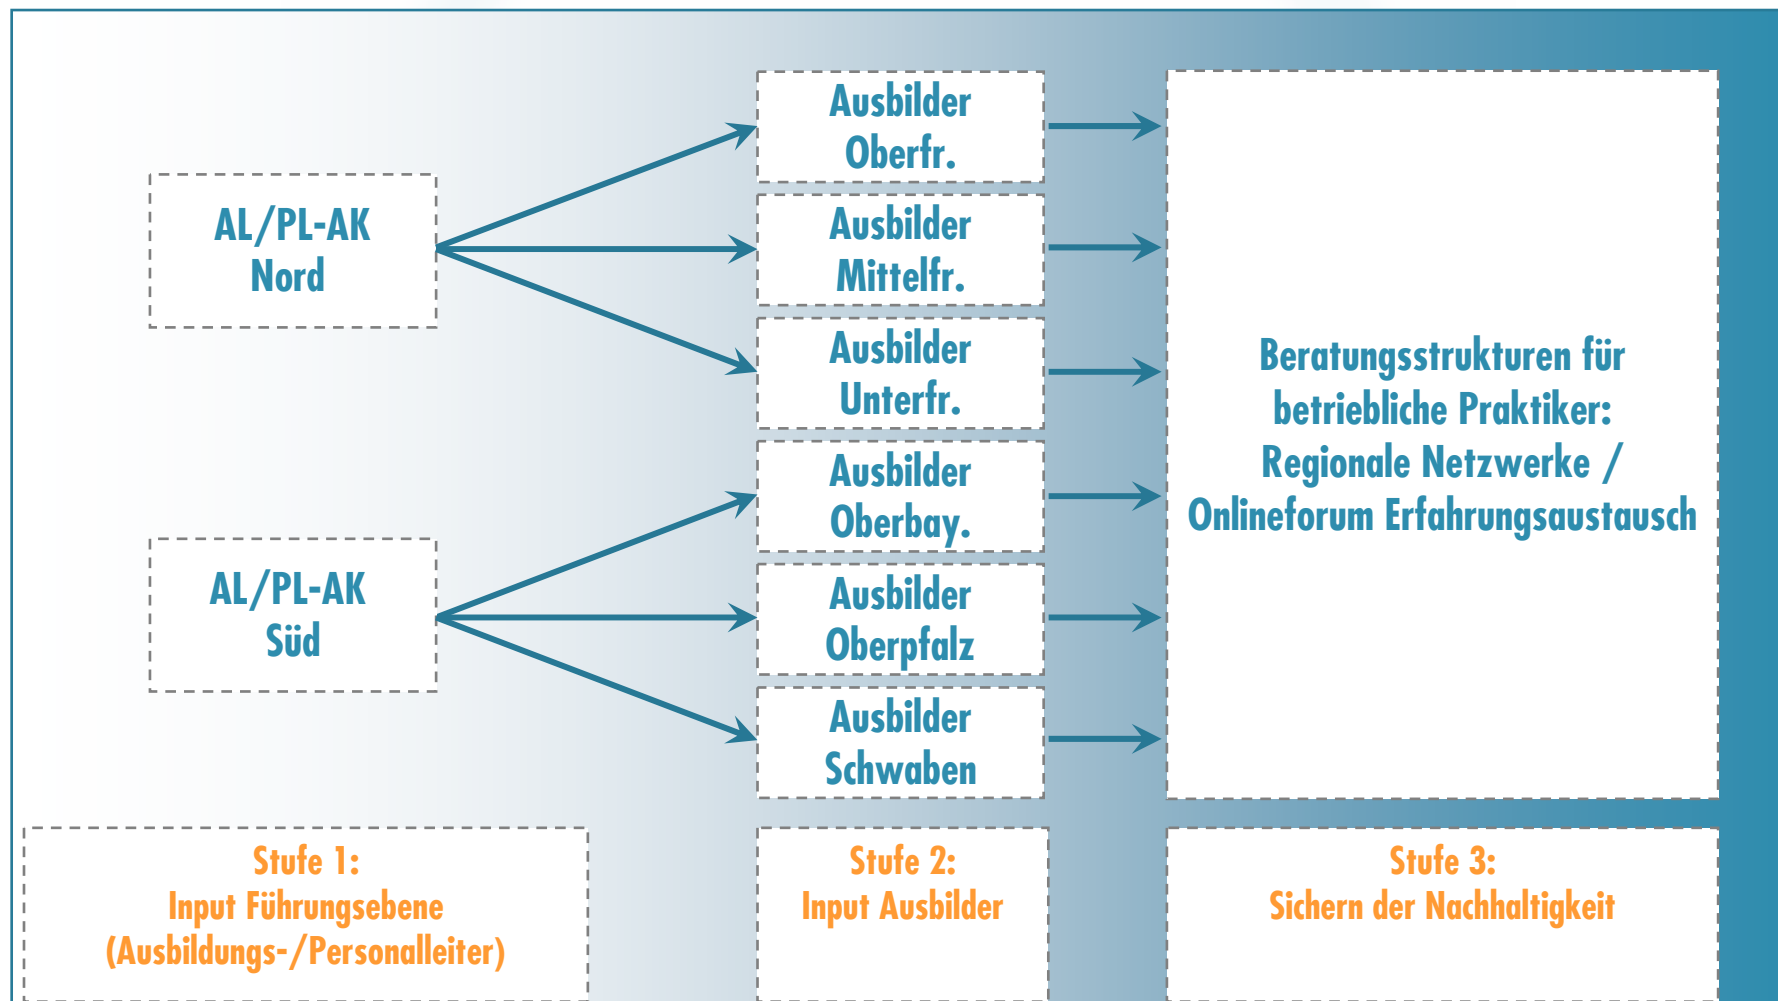 AL/PL-AK
Nord
AL/PL-AK
Süd
Ausbilder
Oberfr.
Ausbilder
Mittelfr.
Ausbilder
Unterfr.
Ausbilder
Oberbay.
Ausbilder
Oberpfalz
Ausbilder
Schwaben
Beratungsstrukturen für
betriebliche Praktiker:
Regionale Netzwerke /
Onlineforum Erfahrungsaustausch
Stufe 1:
Input Führungsebene
(Ausbildungs-/Personalleiter)
Stufe 2:
Input Ausbilder
Stufe 3:
Sichern der Nachhaltigkeit